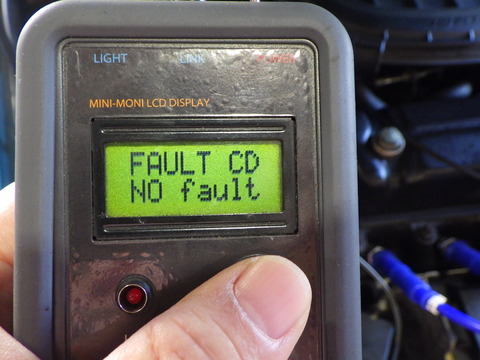 LIGHT LINK
MINI-MONI LCD DISPLAY
FAULT CD
NO fault